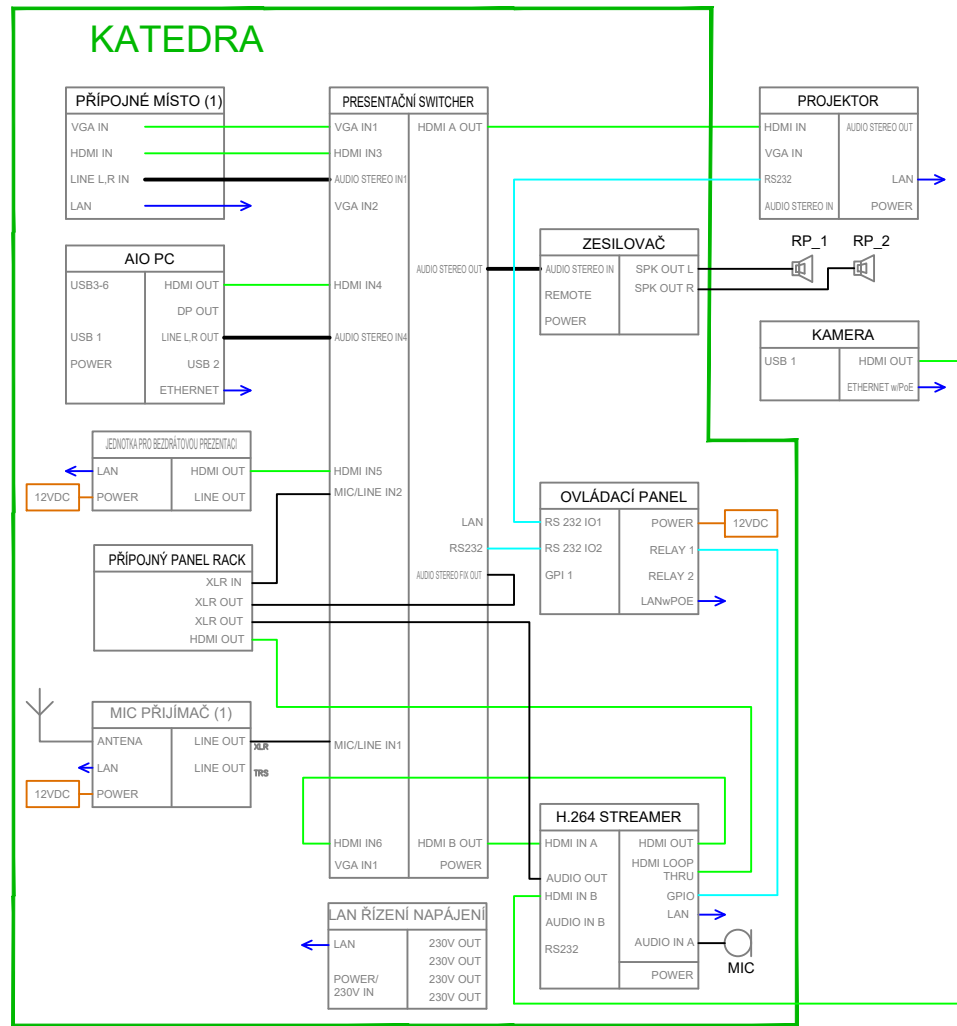 KATEDRA
PŘÍPOJNÉ MÍSTO (1)
VGA IN
HDMI IN
LINE L,R IN
LAN
AIO PC
USB3-6
HDMI OUT
DP OUT
USB 1
LINE L,R OUT
POWER
USB 2
ETHERNET
JEDNOTKA PRO BEZDRÁTOVOU PREZENTACI
LAN
HDMI OUT
12VDC
POWER
LINE OUT
PŘÍPOJNÝ PANEL RACK
XLR IN
XLR OUT
XLR OUT
HDMI OUT
MIC PŘIJÍMAČ (1)
ANTENA
LINE OUT
XLR
LAN
LINE OUT
TRS
12VDC
POWER
PRESENTAČNÍ SWITCHER
VGA IN1
HDMI A OUT
HDMI IN3
AUDIO STEREO IN1
VGA IN2
AUDIO STEREO OUT
HDMI IN4
AUDIO STEREO IN4
HDMI IN5
MIC/LINE IN2
LAN
RS232
AUDIO STEREO FIX OUT
MIC/LINE IN1
HDMI IN6
HDMI B OUT
VGA IN1
POWER
LAN ŘÍZENÍ NAPÁJENÍ
LAN
230V OUT
230V OUT
POWER/
230V IN
230V OUT
230V OUT
PROJEKTOR
HDMI IN
AUDIO STEREO OUT
VGA IN
RS232
LAN
AUDIO STEREO IN
POWER
ZESILOVAČ
AUDIO STEREO IN
SPK OUT L
REMOTE
SPK OUT R
POWER
RP_1
RP_2
KAMERA
USB 1
HDMI OUT
ETHERNET w/PoE
OVLÁDACÍ PANEL
RS 232 IO1
POWER
12VDC
RS 232 IO2
RELAY 1
GPI 1
RELAY 2
LANwPOE
H.264 STREAMER
HDMI IN A
HDMI OUT
HDMI LOOP
THRU
AUDIO OUT
HDMI IN B
GPIO
LAN
AUDIO IN B
RS232
AUDIO IN A
MIC
POWER